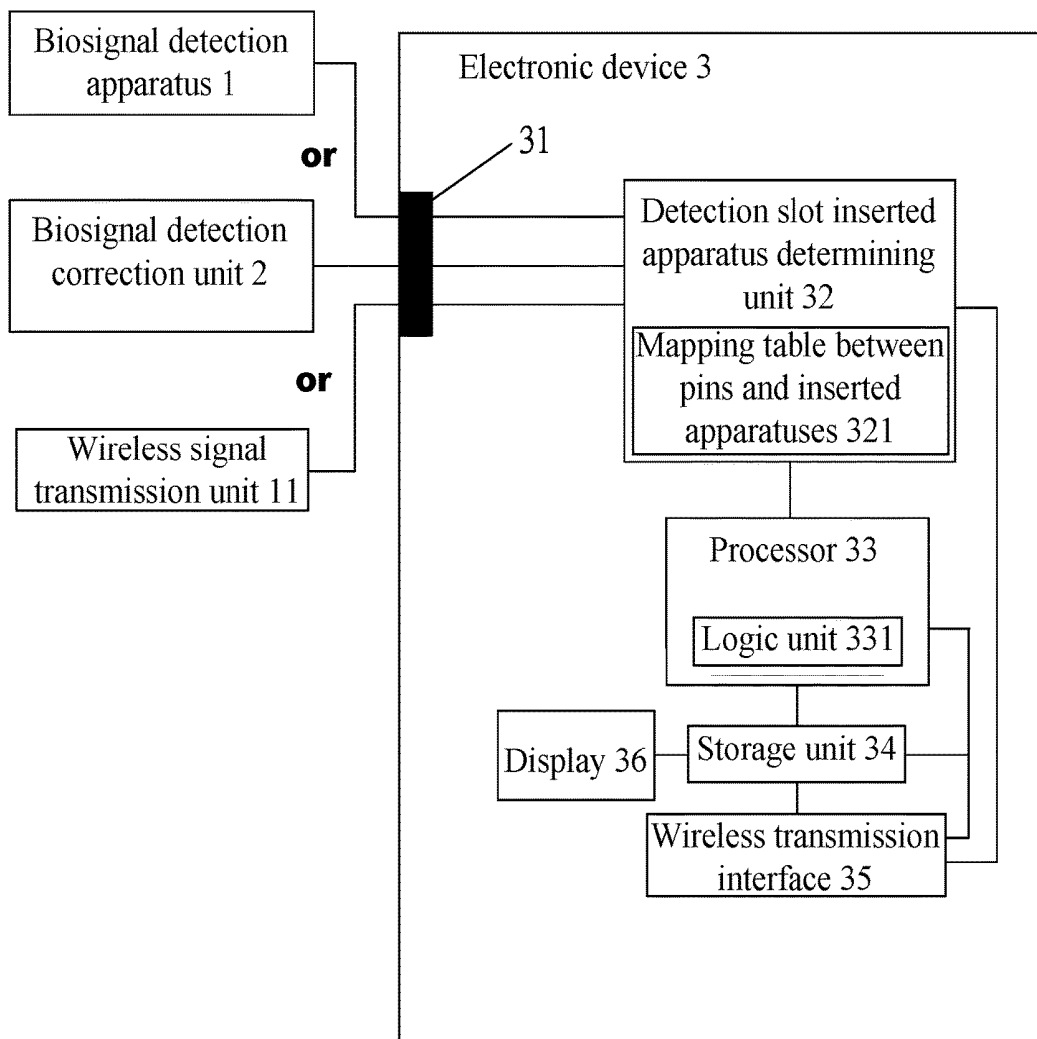 Biosignal detection
apparatus 1
Electronic device 3
or
31
Biosignal detection
correction unit 2
Detection slot inserted
apparatus determining
unit 32
Mapping table between
pins and inserted
apparatuses 321
or
Wireless signal
transmission unit 11
Processor 33
Logic unit 331
Display 36
Storage unit 34
Wireless transmission
interface 35